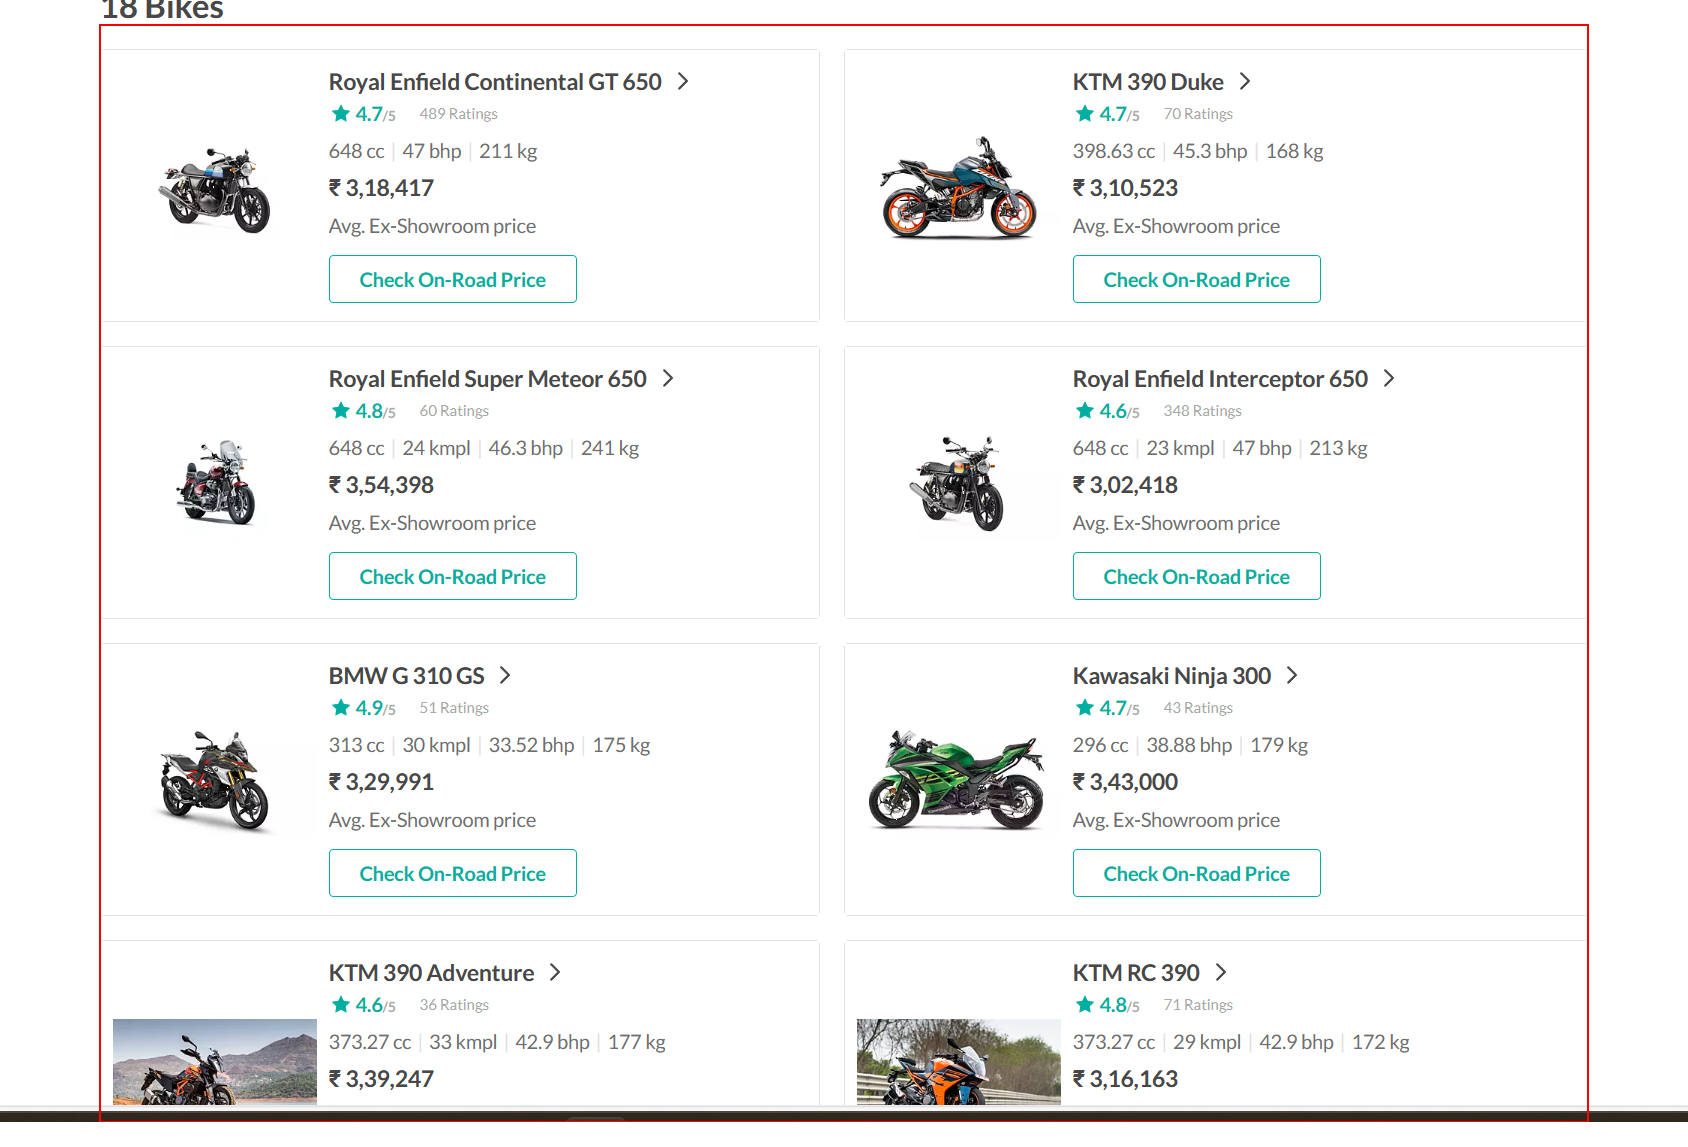 18 Bikes
Royal Enfield Continental GT 650
4.7/5 489 Ratings
648 cc | 47 bhp | 211 kg
₹ 3,18,417
Avg. Ex-Showroom price
Check On-Road Price
KTM 390 Duke
4.7/5 70 Ratings
398.63 cc | 45.3 bhp | 168 kg
₹ 3,10,523
Avg. Ex-Showroom price
Check On-Road Price
Royal Enfield Super Meteor 650
4.8/5 60 Ratings
648 cc | 24 kmpl | 46.3 bhp | 241 kg
₹ 3,54,398
Avg. Ex-Showroom price
Check On-Road Price
Royal Enfield Interceptor 650
4.6/5 348 Ratings
648 cc | 23 kmpl | 47 bhp | 213 kg
₹ 3,02,418
Avg. Ex-Showroom price
Check On-Road Price
BMW G 310 GS
4.9/5 51 Ratings
313 cc | 30 kmpl | 33.52 bhp | 175 kg
₹ 3,29,991
Avg. Ex-Showroom price
Check On-Road Price
Kawasaki Ninja 300
4.7/5 43 Ratings
296 cc | 38.88 bhp | 179 kg
₹ 3,43,000
Avg. Ex-Showroom price
Check On-Road Price
KTM 390 Adventure
4.6/5 36 Ratings
373.27 cc | 33 kmpl | 42.9 bhp | 177 kg
₹ 3,39,247
KTM RC 390
4.8/5 71 Ratings
373.27 cc | 29 kmpl | 42.9 bhp | 172 kg
₹ 3,16,163